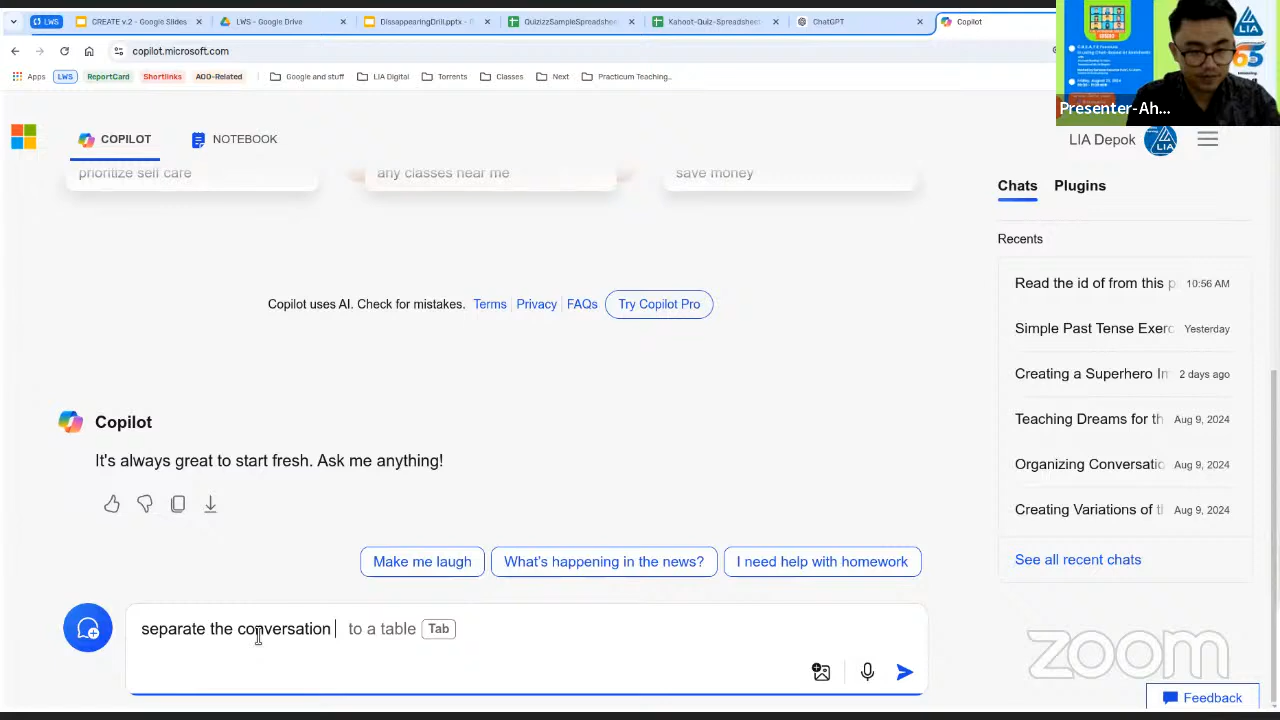 LWS
CREATE v.2 - Google Slides
LWS - Google Drive
DissappearingDrill.pptx -
QuizizzSampleSpreadshee
Kahoot-Quiz-Spreadsheet
ChatGPT
Copilot
copilot.microsoft.com
Apps
LWS
ReportCard
Shortlinks
AOO-Related
Google and stuff
Torrents
Classes
Next
Practicum Teaching...
LIA
65
Presenter-Ah...
COPILOT
NOTEBOOK
LIA Depok
LIA
prioritize self care
any classes near me
save money
Chats
Plugins
Recents
Read the id of from this p
10:56 AM
Simple Past Tense Exerc
Yesterday
Creating a Superhero Im
2 days ago
Teaching Dreams for th
Aug 9, 2024
Organizing Conversatio
Aug 9, 2024
Creating Variations of t
Aug 9, 2024
See all recent chats
Copilot uses AI. Check for mistakes.
Terms
Privacy
FAQs
Try Copilot Pro
Copilot
It's always great to start fresh. Ask me anything!
Make me laugh
What's happening in the news?
I need help with homework
separate the conversation to a table Tab
zoom
Feedback